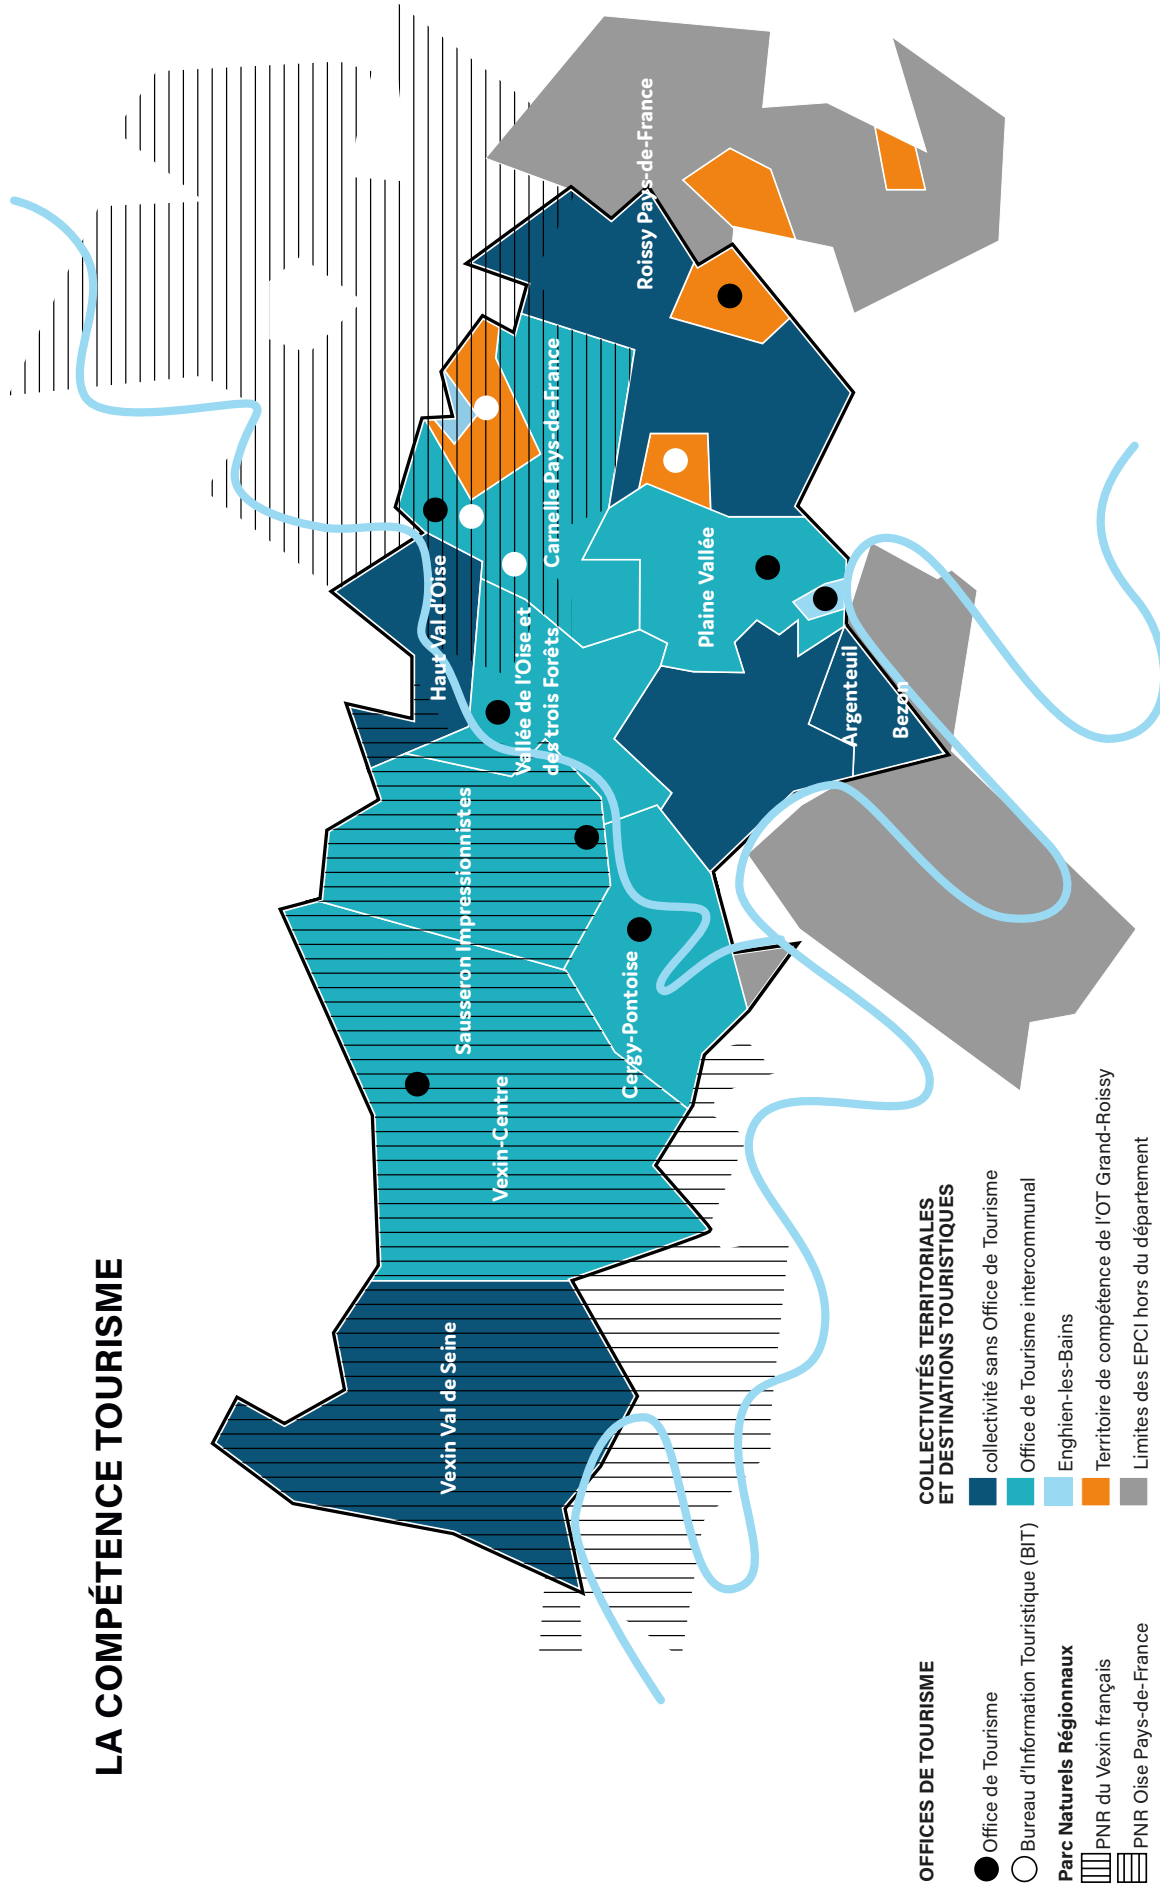 LA COMPÉTENCE TOURISME
Vexin Val de Seine
Vexin-Centre
Sausseron Impressionnistes
Cergy-Pontoise
Haut Val d'Oise
Vallée de l'Oise et
des trois Forêts
Carnelle Pays-de-France
Plaine Vallée
Roissy Pays-de-France
Argenteuil
Bezon
OFFICES DE TOURISME
Office de Tourisme
Bureau d'Information Touristique (BIT)
Parc Naturels Régionnaux
PNR du Vexin français
PNR Oise Pays-de-France
COLLECTIVITÉS TERRITORIALES
ET DESTINATIONS TOURISTIQUES
collectivité sans Office de Tourisme
Office de Tourisme intercommunal
Enghien-les-Bains
Territoire de compétence de l'OT Grand-Roissy
Limites des EPCI hors du département